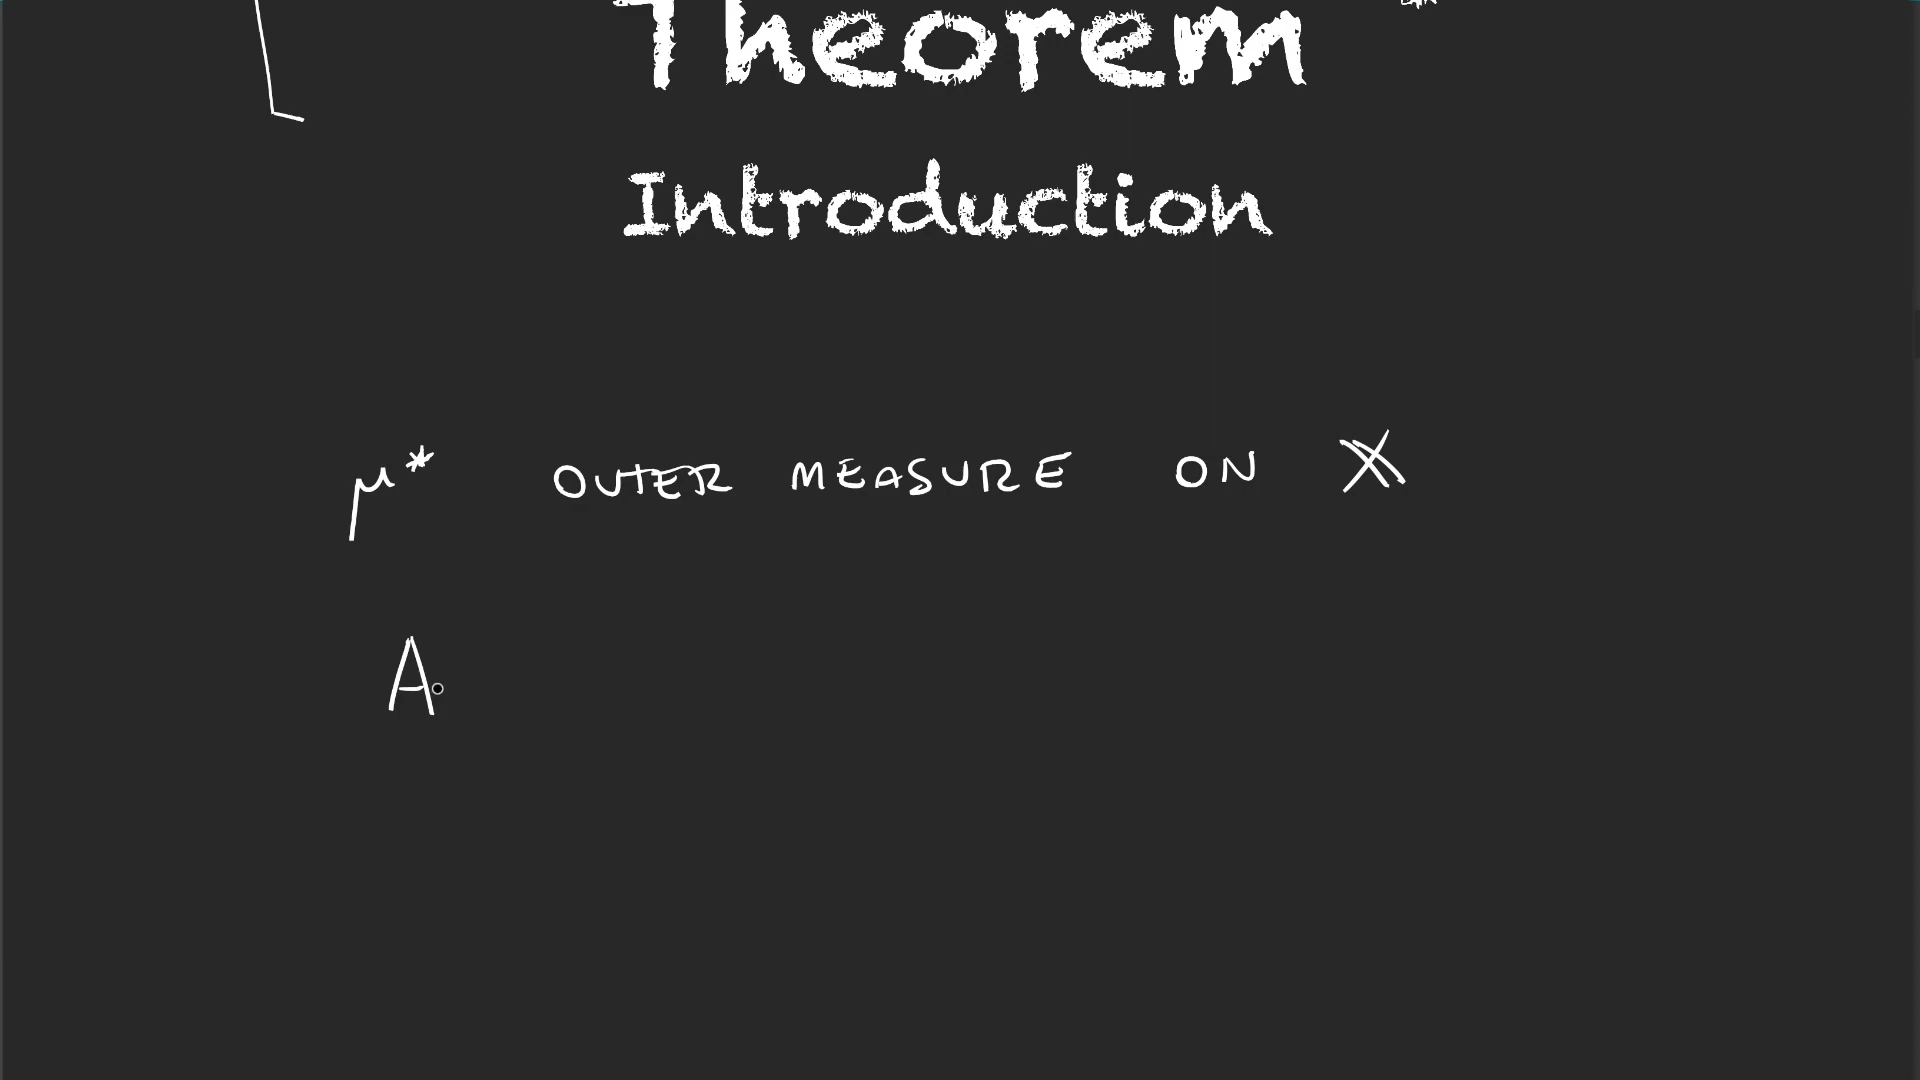 Theorem
Introduction
μ* OUTER MEASURE ON X
A